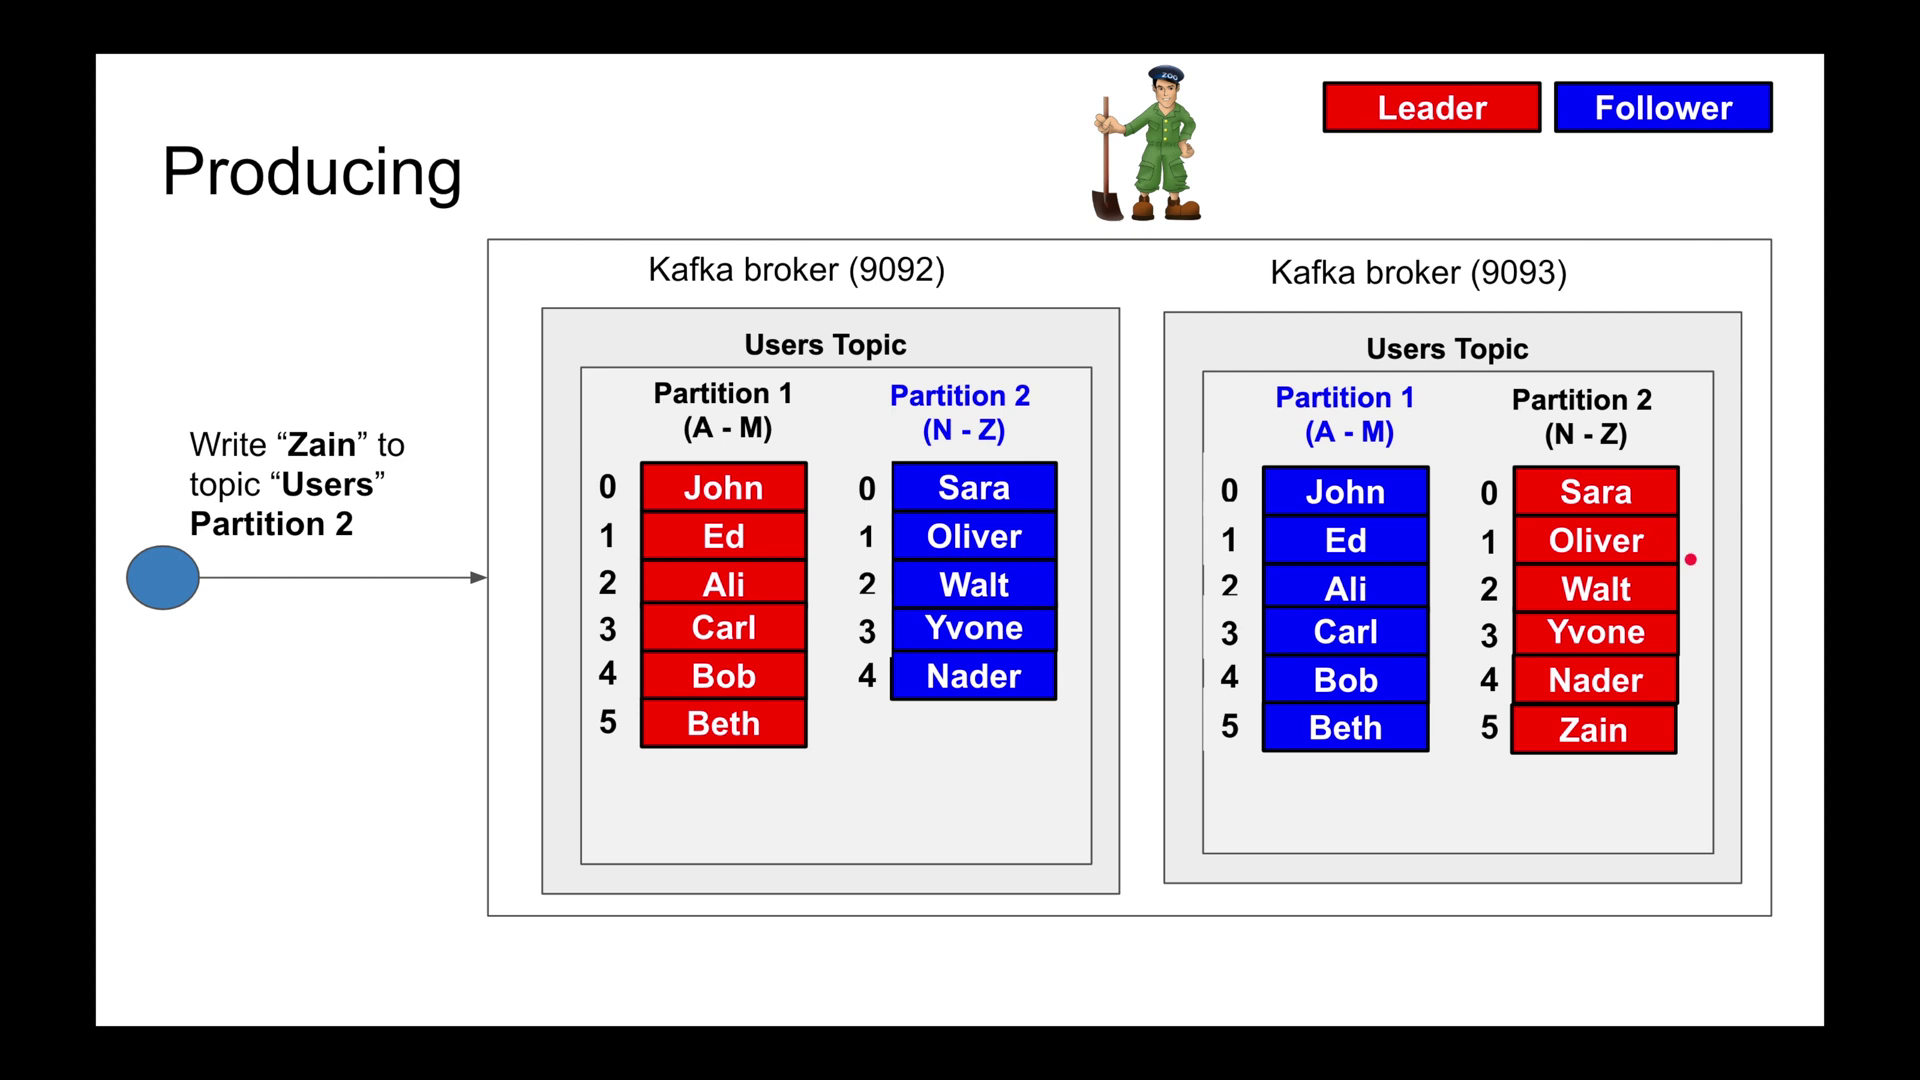 ZOO
Leader
Follower
Producing
Kafka broker (9092)
Kafka broker (9093)
Write “Zain” to
topic “Users”
Partition 2
Users Topic
Partition 1
(A - M)
0 John
1 Ed
2 Ali
3 Carl
4 Bob
5 Beth
Partition 2
(N - Z)
0 Sara
1 Oliver
2 Walt
3 Yvone
4 Nader
Users Topic
Partition 1
(A - M)
0 John
1 Ed
2 Ali
3 Carl
4 Bob
5 Beth
Partition 2
(N - Z)
0 Sara
1 Oliver
2 Walt
3 Yvone
4 Nader
5 Zain